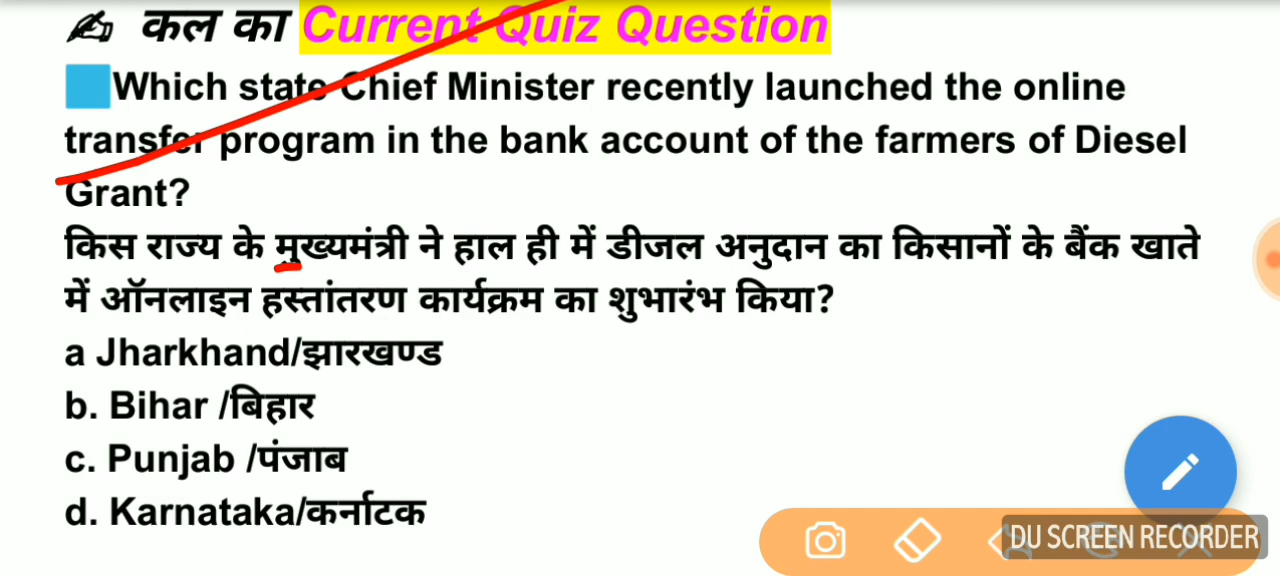 ✍ कल का Current Quiz Question
Which state Chief Minister recently launched the online
transfer program in the bank account of the farmers of Diesel
Grant?
किस राज्य के मुख्यमंत्री ने हाल ही में डीजल अनुदान का किसानों के बैंक खाते
में ऑनलाइन हस्तांतरण कार्यक्रम का शुभारंभ किया?
a Jharkhand/झारखण्ड
b. Bihar /बिहार
c. Punjab /पंजाब
d. Karnataka/कर्नाटक
DU SCREEN RECORDER